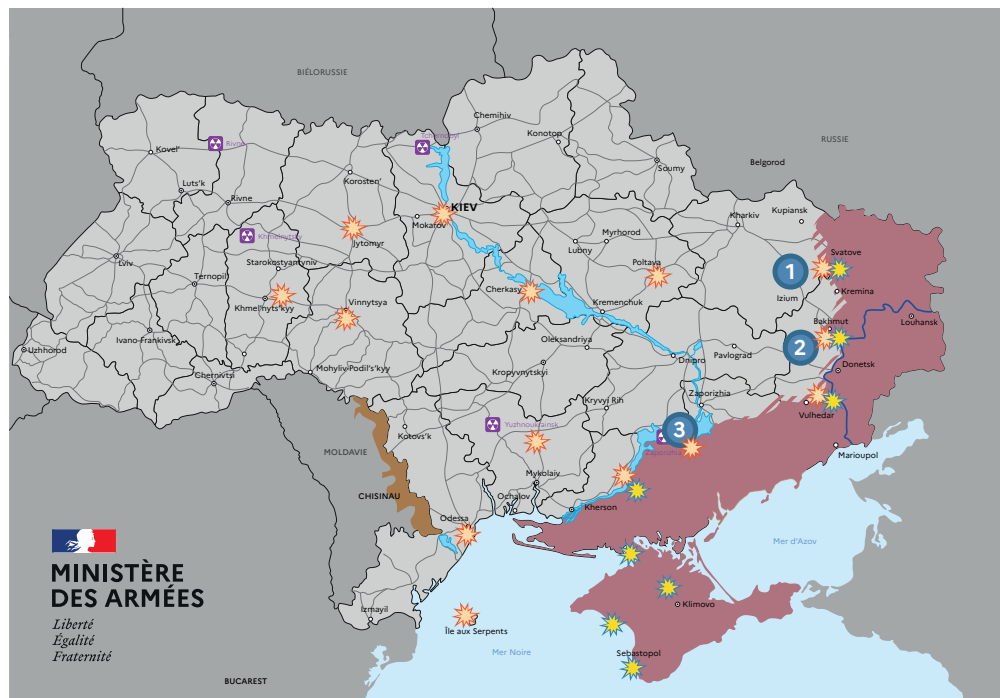 BIÉLORUSSIE
RUSSIE
Chernihiv
Konotop
Tchernobyl
Kovel'
Rivne
Belgorod
Soumy
Korosten'
Luts'k
Rivne
KIEV
Mokarov
Kharkiv
Kupiansk
Khmelnytsky
Jytomyr
Myrhorod
Lubny
Lviv
Starokostyantyniv
Ternopil
Poltava
1
Svatove
Cherkasy
Kremina
Izium
Khmel'nyts'kyy
Vinnytsya
Kremenchuk
Louhansk
Bakhmut
2
Ivano-Frankivsk
Uzhhorod
Oleksandriya
Dnipro
Pavlograd
Donetsk
Mohyliv-Podil's'kyy
Kropyvnytskyi
Chernivtsi
Zaporizhia
Kryvyi Rih
Vulhedar
Yuzhnoukrainsk
3
Kotovs'k
Zaporizhia
MOLDAVIE
Marioupol
Mykolaiv
CHISINAU
Ochalov
Kherson
Odessa
Mer d'Azov
MINISTÈRE
DES ARMÉES
Liberté
Égalité
Fraternité
Klimovo
Izmayil
Île aux Serpents
Mer Noire
Sebastopol
BUCAREST